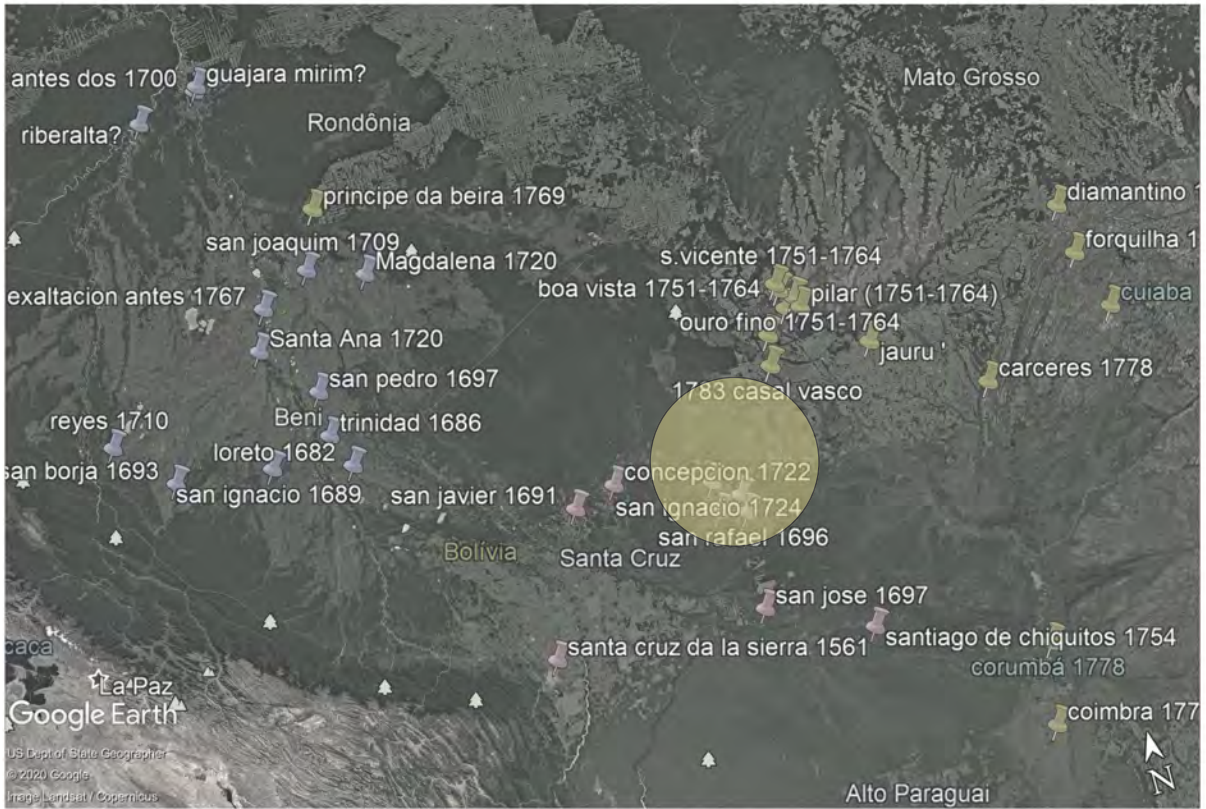 antes dos 1700
guajara mirim?
Mato Grosso
riberalta?
Rondônia
principe da beira 1769
diamantino 1
san joaquim 1709
Magdalena 1720
s.vicente 1751-1764
forquilha 1
exaltacion antes 1767
boa vista 1751-1764
pilar (1751-1764)
cuiaba
Santa Ana 1720
ouro fino 1751-1764
jauru '
san pedro 1697
carceres 1778
1783 casal vasco
reyes 1710
Beni
trinidad 1686
san borja 1693
loreto 1682
concepcion 1722
san ignacio 1689
san javier 1691
san ignacio 1724
san rafael 1696
Bolívia
Santa Cruz
san jose 1697
santiago de chiquitos 1754
santa cruz da la sierra 1561
caca
corumbá 1778
La Paz
Google Earth
coimbra 177
US Dept of State Geographer
© 2020 Google
Image Landsat / Copernicus
N
Alto Paraguai